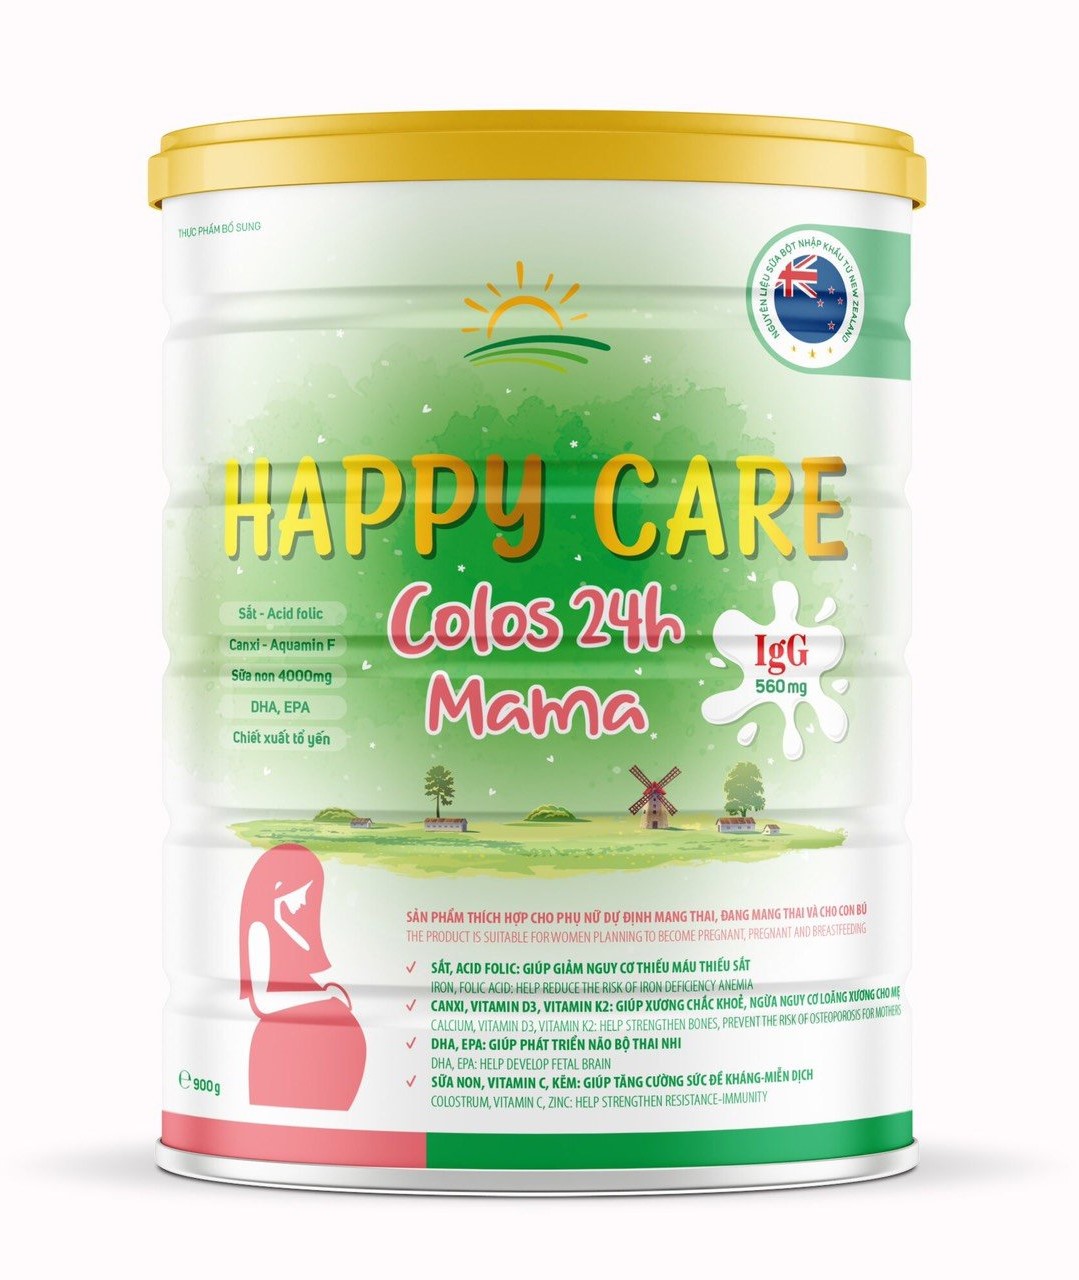 THỰC PHẨM BỔ SUNG
NGUYÊN LIỆU SỮA BỘT NHẬP KHẨU TỪ NEW ZEALAND
HAPPY CARE
Colos 24h
Mama
Sắt - Acid folic
Canxi - Aquamin F
Sữa non 4000mg
DHA, EPA
Chiết xuất tổ yến
IgG
560mg
SẢN PHẨM THÍCH HỢP CHO PHỤ NỮ DỰ ĐỊNH MANG THAI, ĐANG MANG THAI VÀ CHO CON BÚ
THE PRODUCT IS SUITABLE FOR WOMEN PLANNING TO BECOME PREGNANT, PREGNANT AND BREASTFEEDING
✓ SẮT, ACID FOLIC: GIÚP GIẢM NGUY CƠ THIẾU MÁU THIẾU SẮT
IRON, FOLIC ACID: HELP REDUCE THE RISK OF IRON DEFICIENCY ANEMIA
✓ CANXI, VITAMIN D3, VITAMIN K2: GIÚP XƯƠNG CHẮC KHOẺ, NGỪA NGUY CƠ LOÃNG XƯƠNG CHO MẸ
CALCIUM, VITAMIN D3, VITAMIN K2: HELP STRENGTHEN BONES, PREVENT THE RISK OF OSTEOPOROSIS FOR MOTHERS
✓ DHA, EPA: GIÚP PHÁT TRIỂN NÃO BỘ THAI NHI
DHA, EPA: HELP DEVELOP FETAL BRAIN
✓ SỮA NON, VITAMIN C, KẼM: GIÚP TĂNG CƯỜNG SỨC ĐỀ KHÁNG-MIỄN DỊCH
COLOSTRUM, VITAMIN C, ZINC: HELP STRENGTHEN RESISTANCE-IMMUNITY
℮ 900g